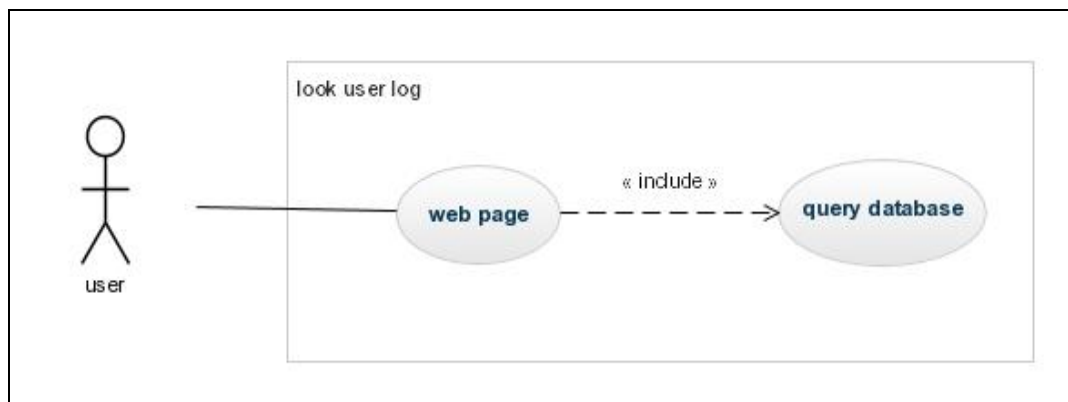 look user log
« include »
web page
query database
user